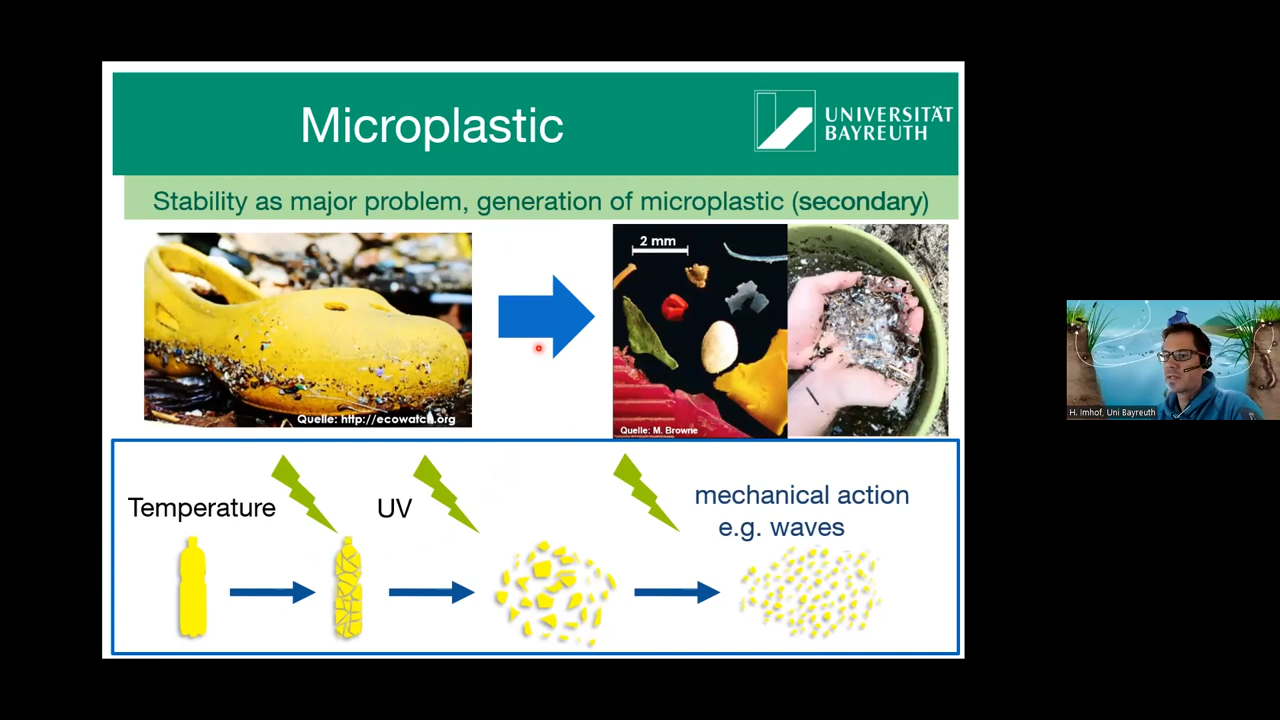 Microplastic
UNIVERSITÄT
BAYREUTH
Stability as major problem, generation of microplastic (secondary)
2 mm
Quelle: http://ecowatch.org
Quelle: M. Browne
Temperature
UV
mechanical action
e.g. waves
H. Imhof, Uni Bayreuth